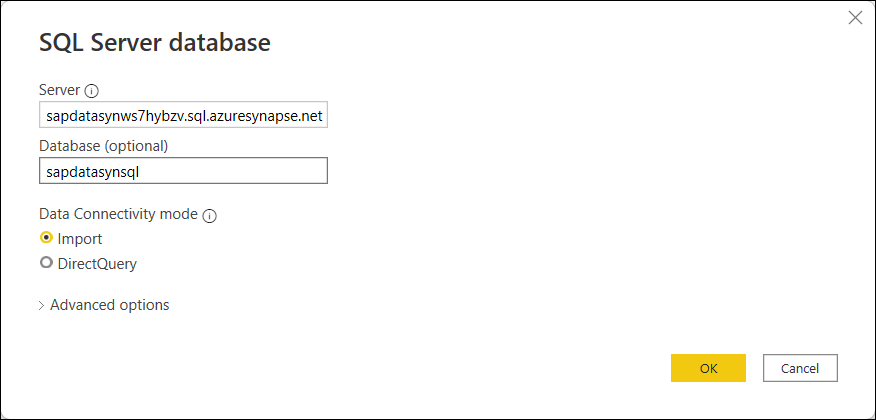 SQL Server database
Server
sapdatasynws7hybzv.sql.azuresynapse.net
Database (optional)
sapdatasynsql
Data Connectivity mode
Import
DirectQuery
Advanced options
OK
Cancel